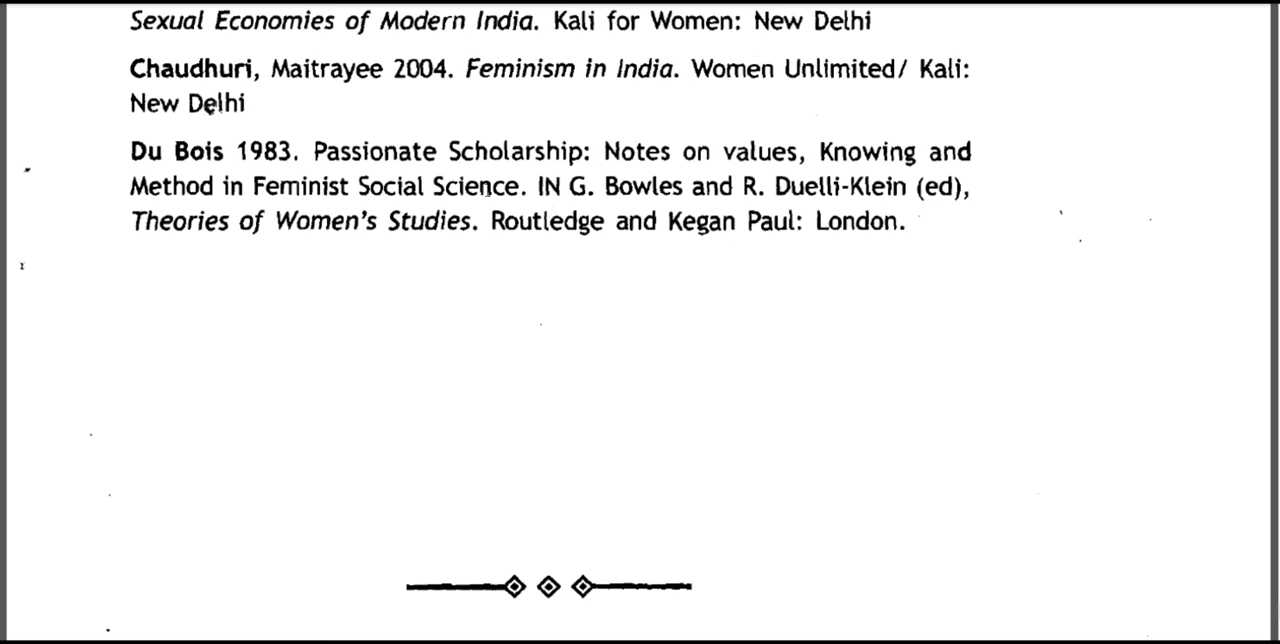 Sexual Economies of Modern India. Kali for Women: New Delhi
Chaudhuri, Maitrayee 2004. Feminism in India. Women Unlimited/ Kali:
New Delhi
Du Bois 1983. Passionate Scholarship: Notes on values, Knowing and
Method in Feminist Social Science. IN G. Bowles and R. Duelli-Klein (ed),
Theories of Women's Studies. Routledge and Kegan Paul: London.